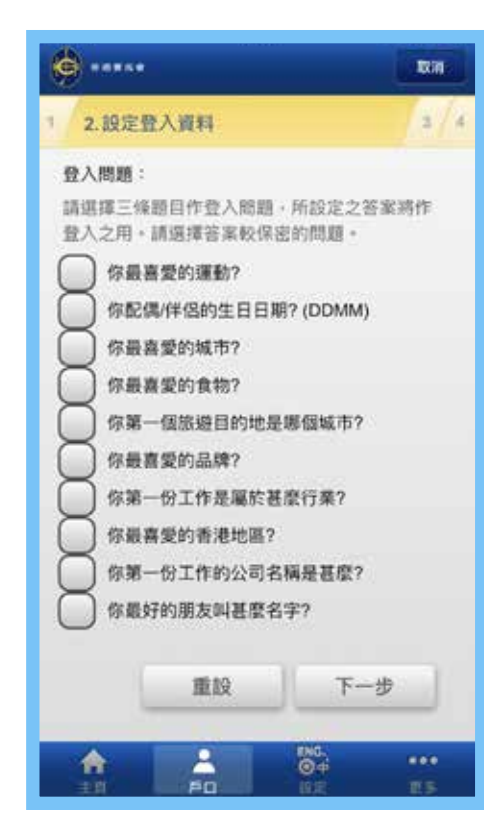 取消
1 2.設定登入資料 3 4
登入問題：
請選擇三條題目作登入問題，所設定之答案將作
登入之用。請選擇答案較保密的問題。
你最喜愛的運動?
你配偶/伴侶的生日日期? (DDMM)
你最喜愛的城市?
你最喜愛的食物?
你第一個旅遊目的地是哪個城市?
你最喜愛的品牌?
你第一份工作是屬於甚麼行業?
你最喜愛的香港地區?
你第一份工作的公司名稱是甚麼?
你最好的朋友叫甚麼名字?
重設 下一步
ENG. 中
主頁 戶口 設定 更多